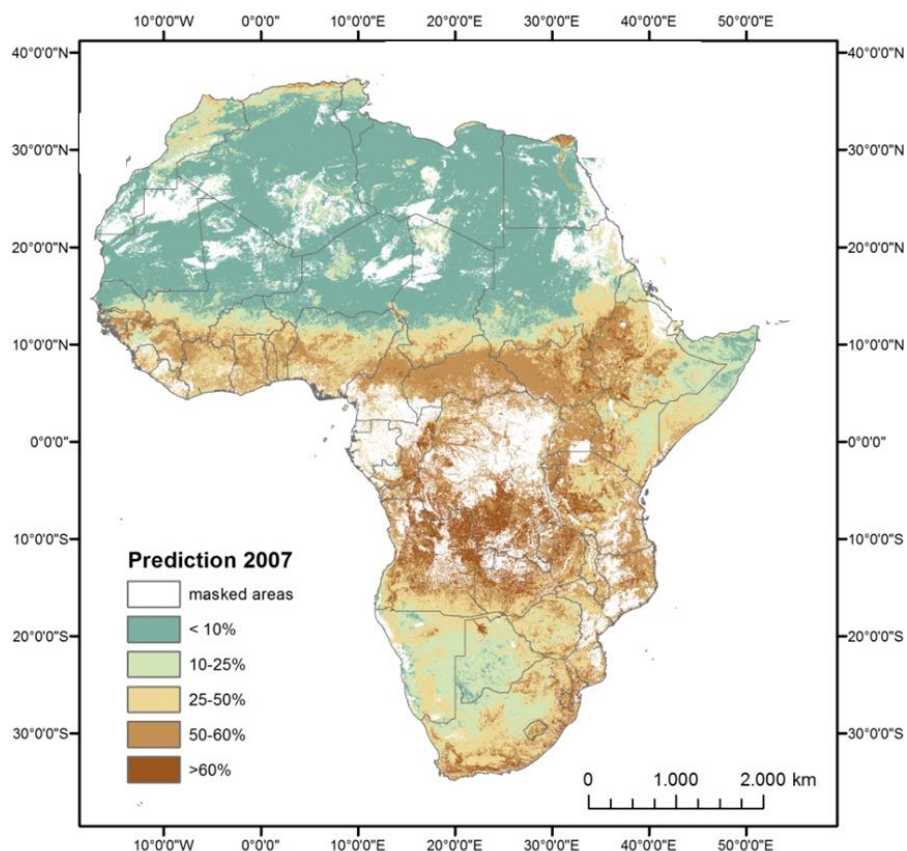 10°0'0"W 0°0'0"E 10°0'0"E 20°0'0"E 30°0'0"E 40°0'0"E 50°0'0"E
40°0'0"N 40°0'0"N
30°0'0"N 30°0'0"N
20°0'0"N 20°0'0"N
10°0'0"N 10°0'0"N
0°0'0" 0°0'0"
10°0'0"S 10°0'0"S
Prediction 2007
masked areas
< 10%
20°0'0"S 20°0'0"S
10-25%
25-50%
50-60%
30°0'0"S 30°0'0"S
>60%
0 1.000 2.000 km
10°0'0"W 0°0'0"E 10°0'0"E 20°0'0"E 30°0'0"E 40°0'0"E 50°0'0"E